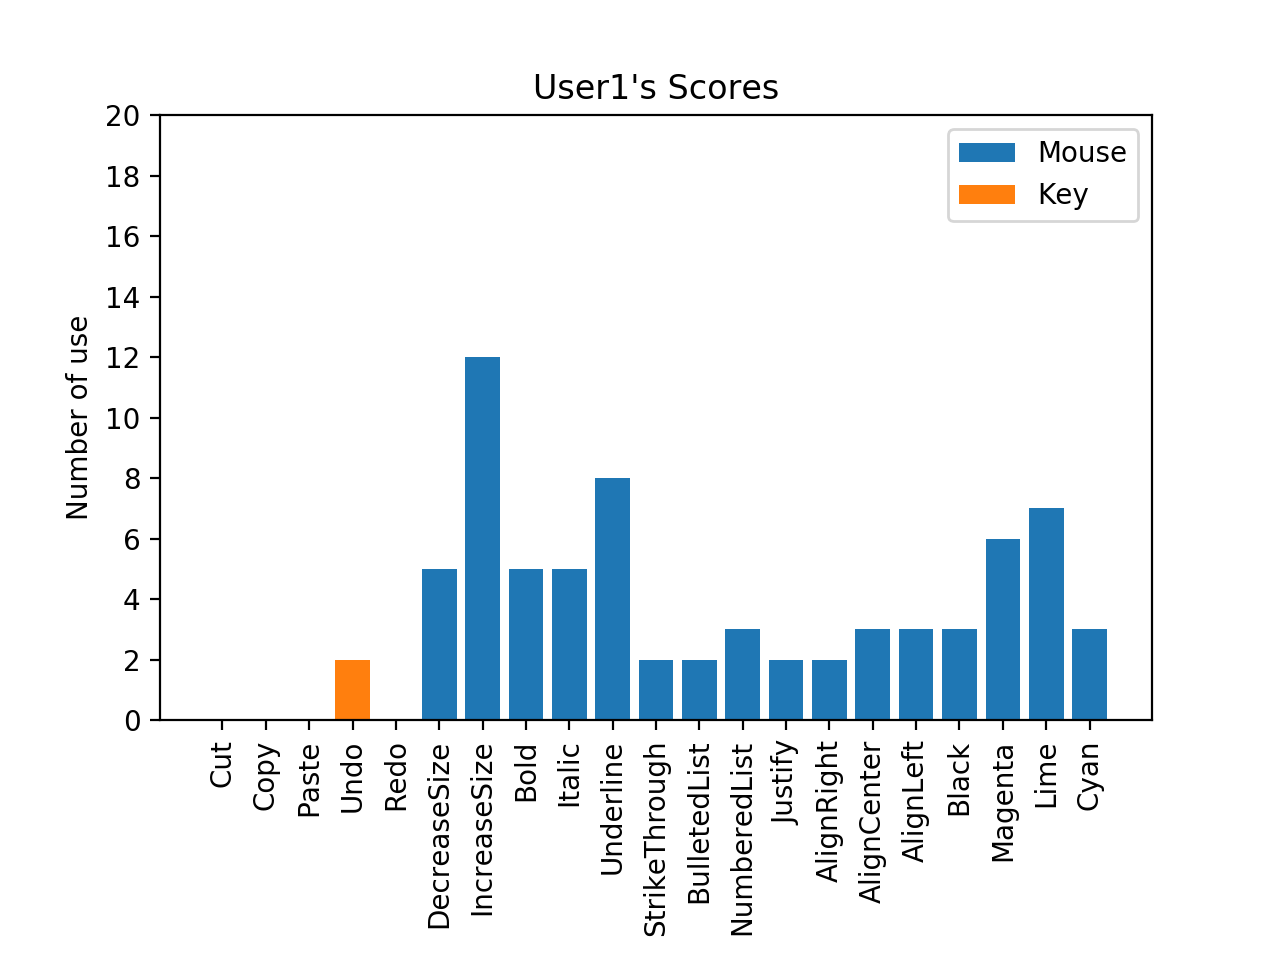 User1's Scores
Mouse
Key
Number of use
20
18
16
14
12
10
8
6
4
2
0
Cut
Copy
Paste
Undo
Redo
DecreaseSize
IncreaseSize
Bold
Italic
Underline
StrikeThrough
BulletedList
NumberedList
Justify
AlignRight
AlignCenter
AlignLeft
Black
Magenta
Lime
Cyan